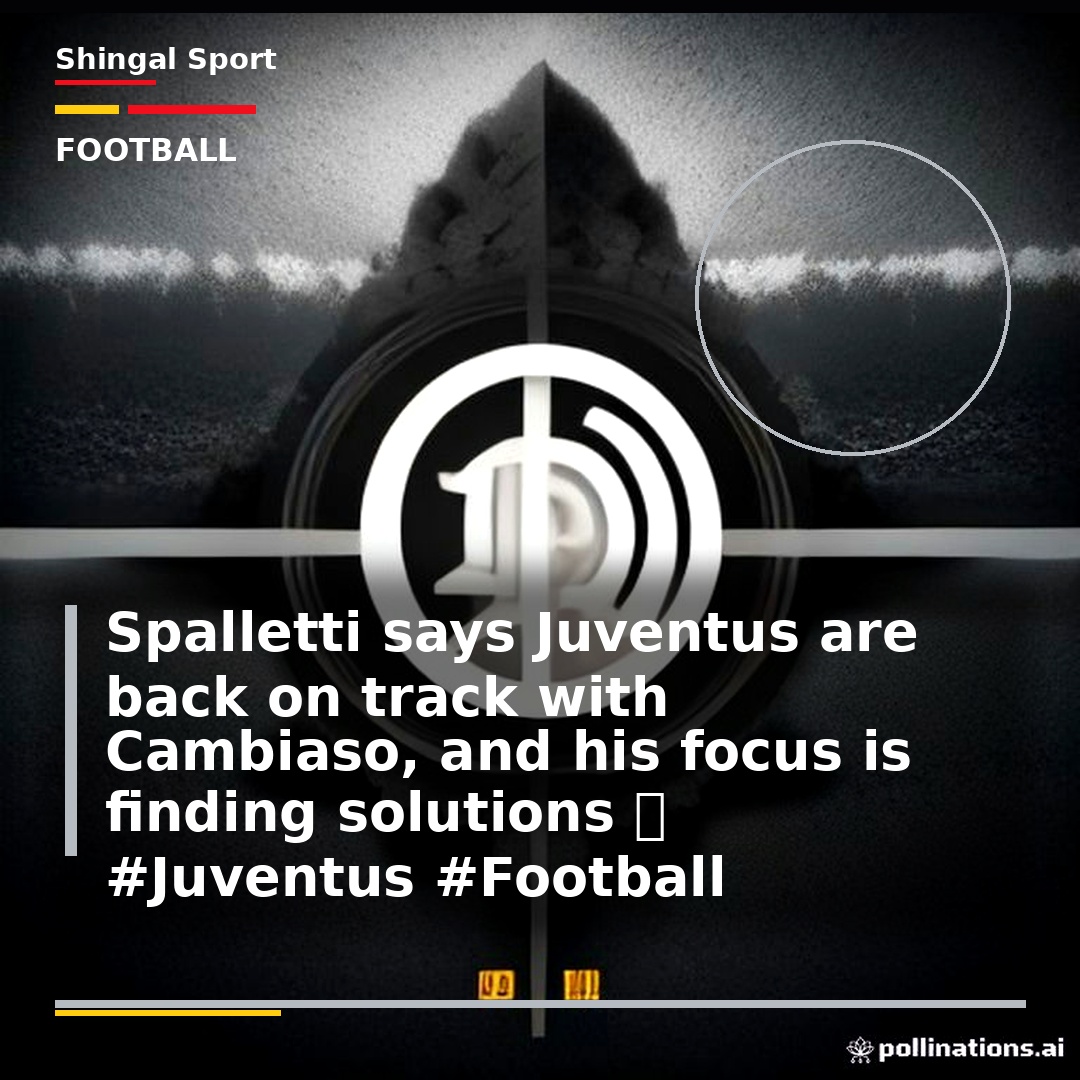 Shingal Sport
FOOTBALL
Spalletti says Juventus are
back on track with
Cambiaso, and his focus is
finding solutions
#Juventus #Football
pollinations.ai